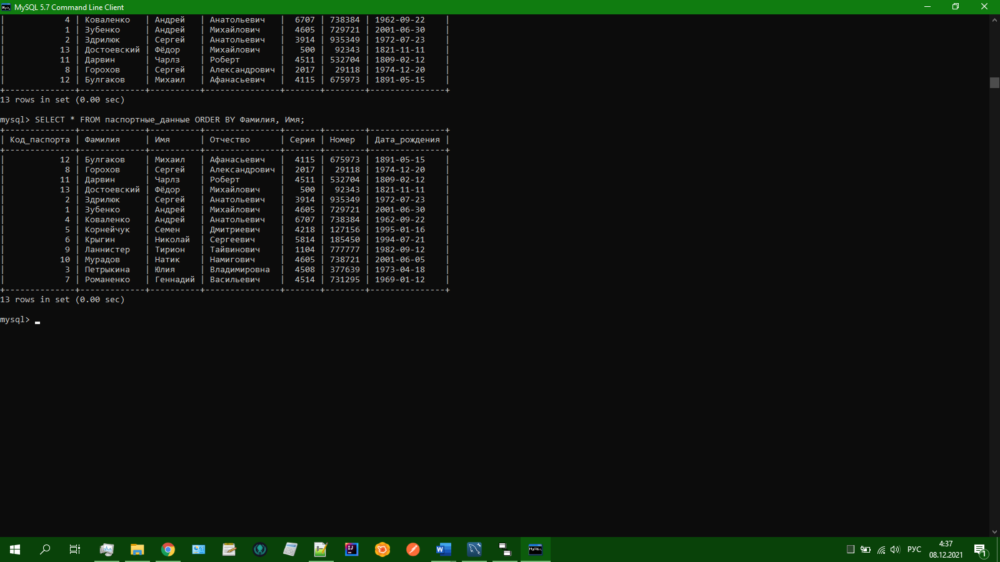 MySQL 5.7 Command Line Client
|            4 | Коваленко   | Андрей   | Анатольевич   |  6707 | 738384 | 1962-09-22    |
|            1 | Зубенко     | Андрей   | Михайлович    |  4605 | 729721 | 2001-06-30    |
|            2 | Здрилюк     | Сергей   | Анатольевич   |  3914 | 935349 | 1972-07-23    |
|           13 | Достоевский | Фёдор    | Михайлович    |   500 |  92343 | 1821-11-11    |
|           11 | Дарвин      | Чарлз    | Роберт        |  4511 | 532704 | 1809-02-12    |
|            8 | Горохов     | Сергей   | Александрович |  2017 |  29118 | 1974-12-20    |
|           12 | Булгаков    | Михаил   | Афанасьевич   |  4115 | 675973 | 1891-05-15    |
+--------------+-------------+----------+---------------+-------+--------+---------------+
13 rows in set (0.00 sec)
mysql> SELECT * FROM паспортные_данные ORDER BY Фамилия, Имя;
+--------------+-------------+----------+---------------+-------+--------+---------------+
| Код_паспорта | Фамилия     | Имя      | Отчество      | Серия | Номер  | Дата_рождения |
+--------------+-------------+----------+---------------+-------+--------+---------------+
|           12 | Булгаков    | Михаил   | Афанасьевич   |  4115 | 675973 | 1891-05-15    |
|            8 | Горохов     | Сергей   | Александрович |  2017 |  29118 | 1974-12-20    |
|           11 | Дарвин      | Чарлз    | Роберт        |  4511 | 532704 | 1809-02-12    |
|           13 | Достоевский | Фёдор    | Михайлович    |   500 |  92343 | 1821-11-11    |
|            2 | Здрилюк     | Сергей   | Анатольевич   |  3914 | 935349 | 1972-07-23    |
|            1 | Зубенко     | Андрей   | Михайлович    |  4605 | 729721 | 2001-06-30    |
|            4 | Коваленко   | Андрей   | Анатольевич   |  6707 | 738384 | 1962-09-22    |
|            5 | Корнейчук   | Семен    | Дмитриевич    |  4218 | 127156 | 1995-01-16    |
|            6 | Крыгин      | Николай  | Сергеевич     |  5814 | 185450 | 1994-07-21    |
|            9 | Ланнистер   | Тирион   | Тайвинович    |  1104 | 777777 | 1982-09-12    |
|           10 | Мурадов     | Натик    | Намигович     |  4605 | 738721 | 2001-06-05    |
|            3 | Петрыкина   | Юлия     | Владимировна  |  4508 | 377639 | 1973-04-18    |
|            7 | Романенко   | Геннадий | Васильевич    |  4514 | 731295 | 1969-01-12    |
+--------------+-------------+----------+---------------+-------+--------+---------------+
13 rows in set (0.00 sec)
mysql>
РУС
4:37
08.12.2021
1